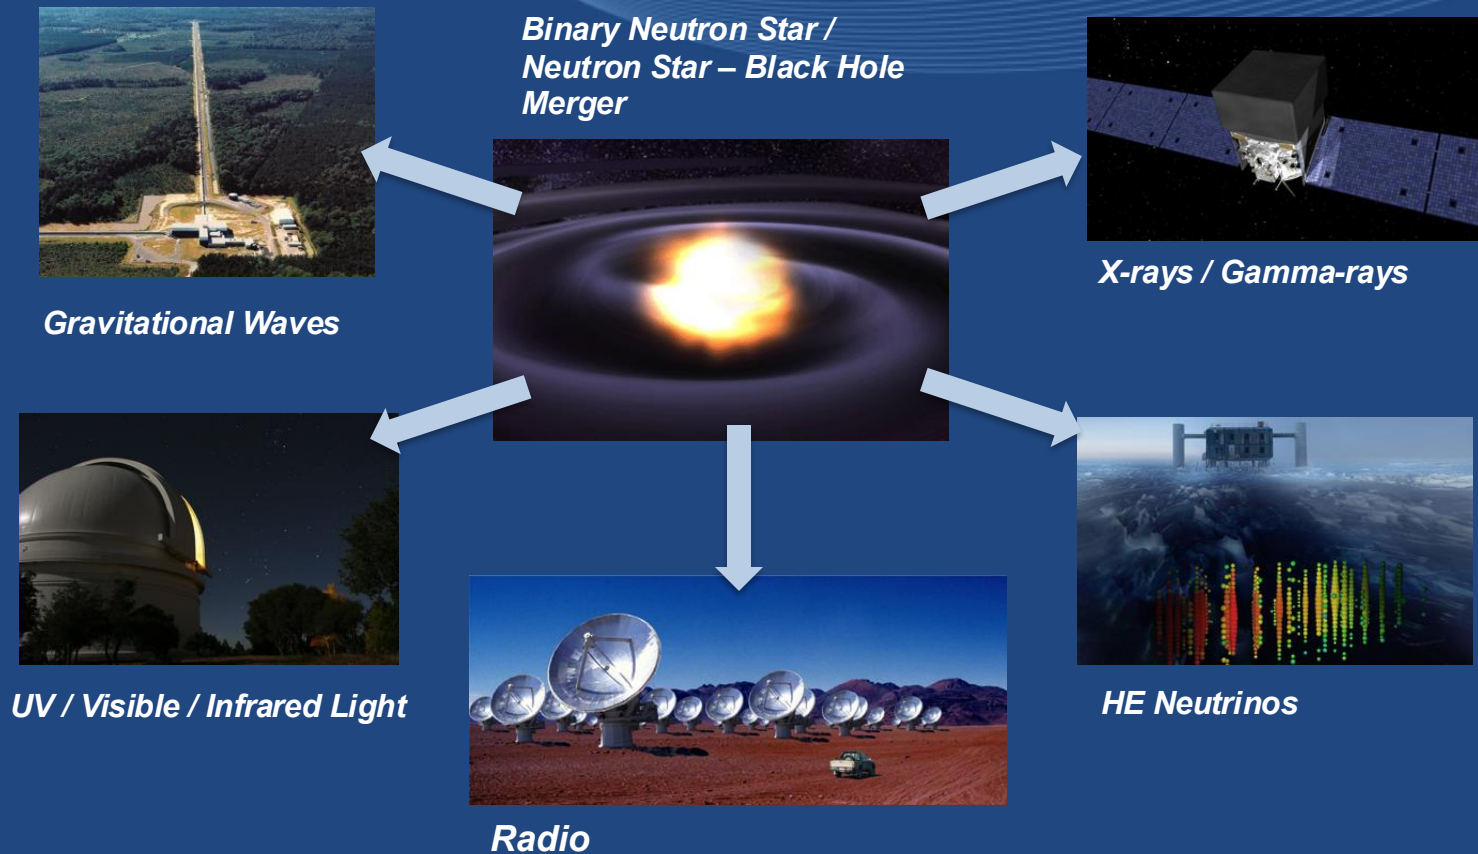 Binary Neutron Star /
Neutron Star – Black Hole
Merger
Gravitational Waves
X-rays / Gamma-rays
UV / Visible / Infrared Light
HE Neutrinos
Radio